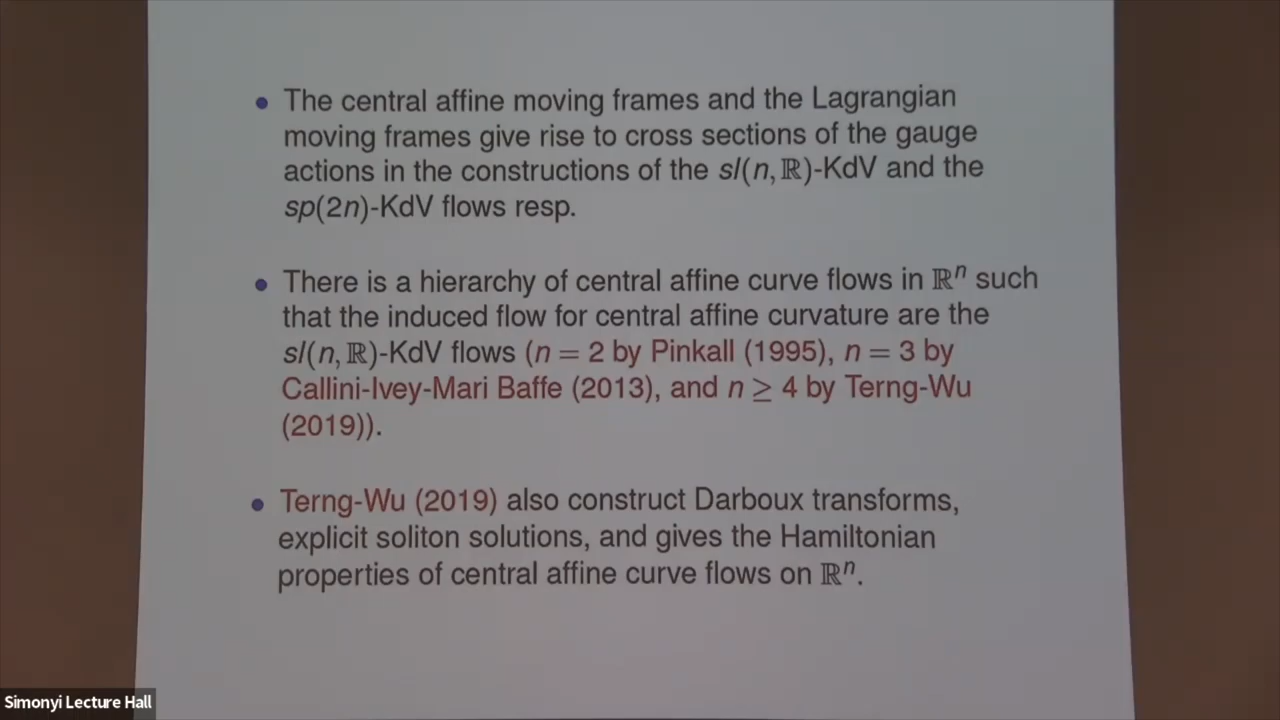 • The central affine moving frames and the Lagrangian
moving frames give rise to cross sections of the gauge
actions in the constructions of the sl(n, ℝ)-KdV and the
sp(2n)-KdV flows resp.
• There is a hierarchy of central affine curve flows in ℝⁿ such
that the induced flow for central affine curvature are the
sl(n, ℝ)-KdV flows (n = 2 by Pinkall (1995), n = 3 by
Callini-Ivey-Mari Baffe (2013), and n ≥ 4 by Terng-Wu
(2019)).
• Terng-Wu (2019) also construct Darboux transforms,
explicit soliton solutions, and gives the Hamiltonian
properties of central affine curve flows on ℝⁿ.
Simonyi Lecture Hall